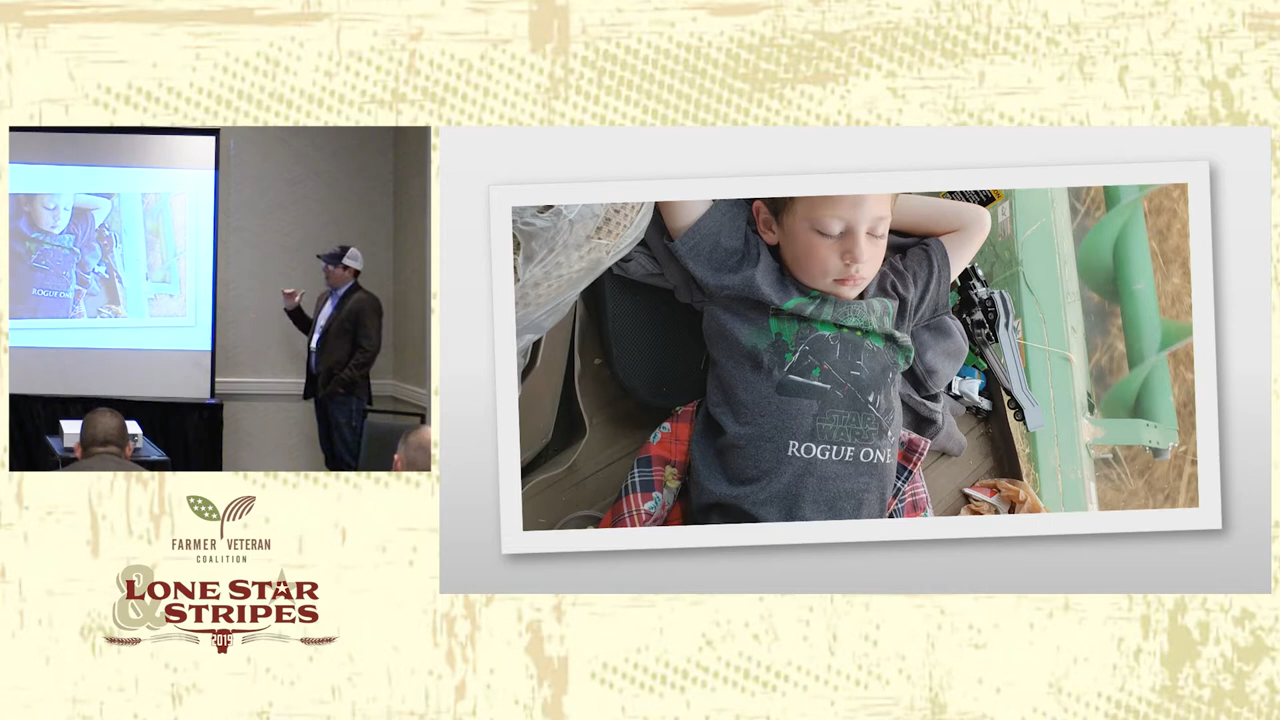 ROGUE ONE
STAR
WARS
ROGUE ONE
FARMER VETERAN
COALITION
&
LONE STAR
STRIPES
2019